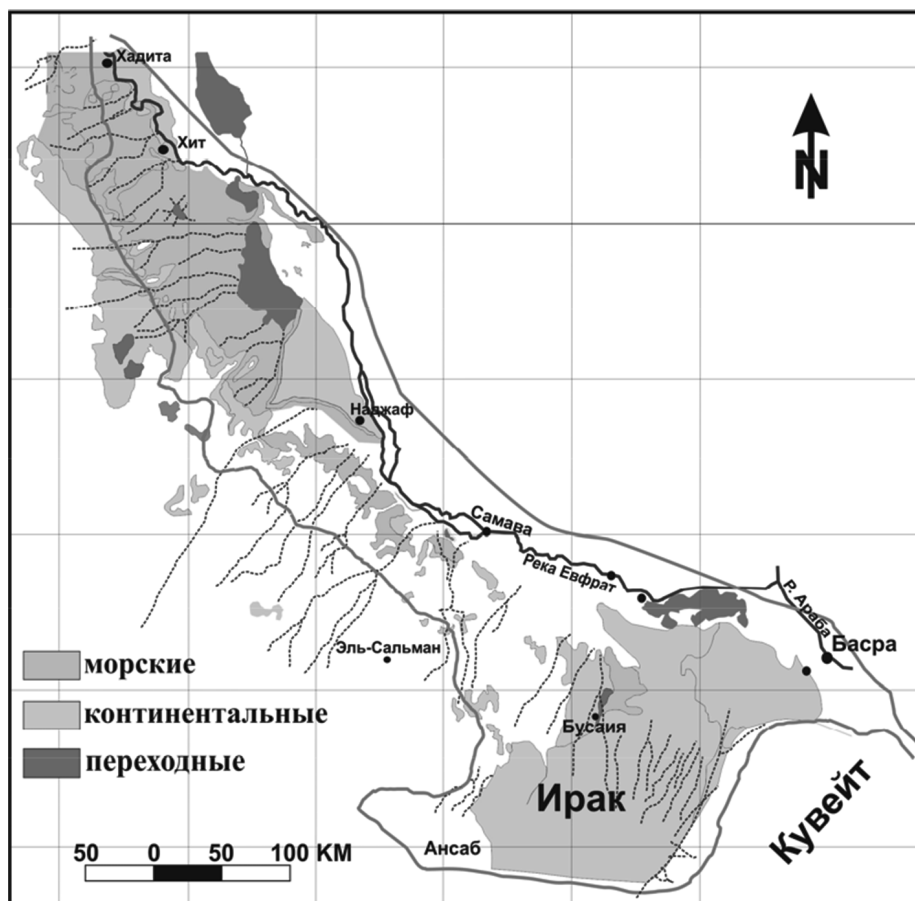 Хадита
Хит
N
Наджаф
Самава
Река Евфрат
Р. Араба
Басра
Эль-Сальман
морские
континентальные
переходные
Бусаия
Ирак
Кувейт
Ансаб
50 0 50 100 KM